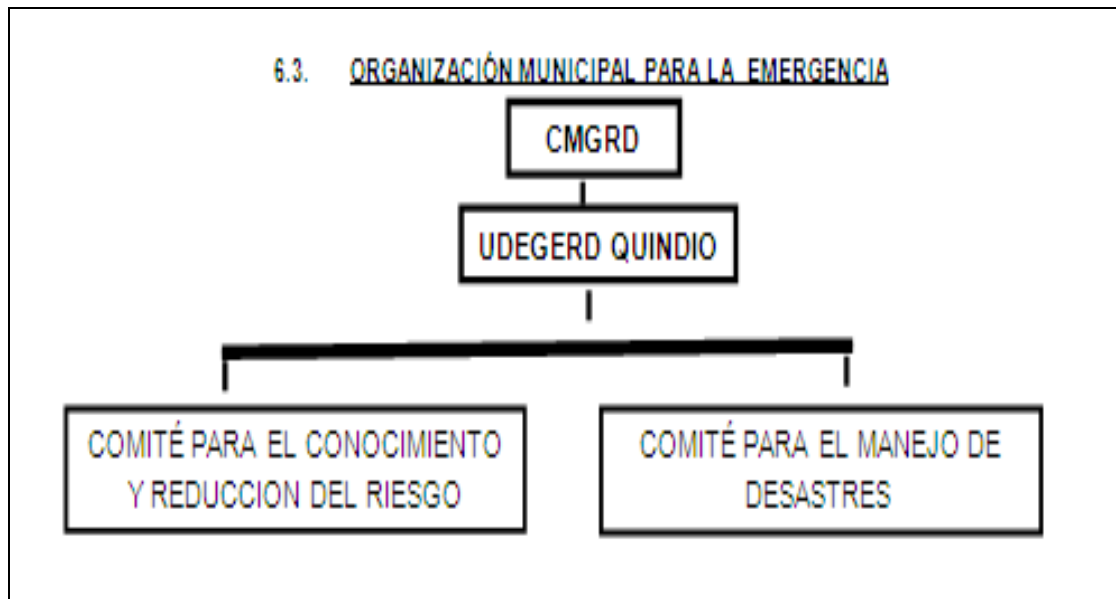 6.3. ORGANIZACIÓN MUNICIPAL PARA LA EMERGENCIA
CMGRD
UDEGERD QUINDIO
COMITÉ PARA EL CONOCIMIENTO
Y REDUCCION DEL RIESGO
COMITÉ PARA EL MANEJO DE
DESASTRES